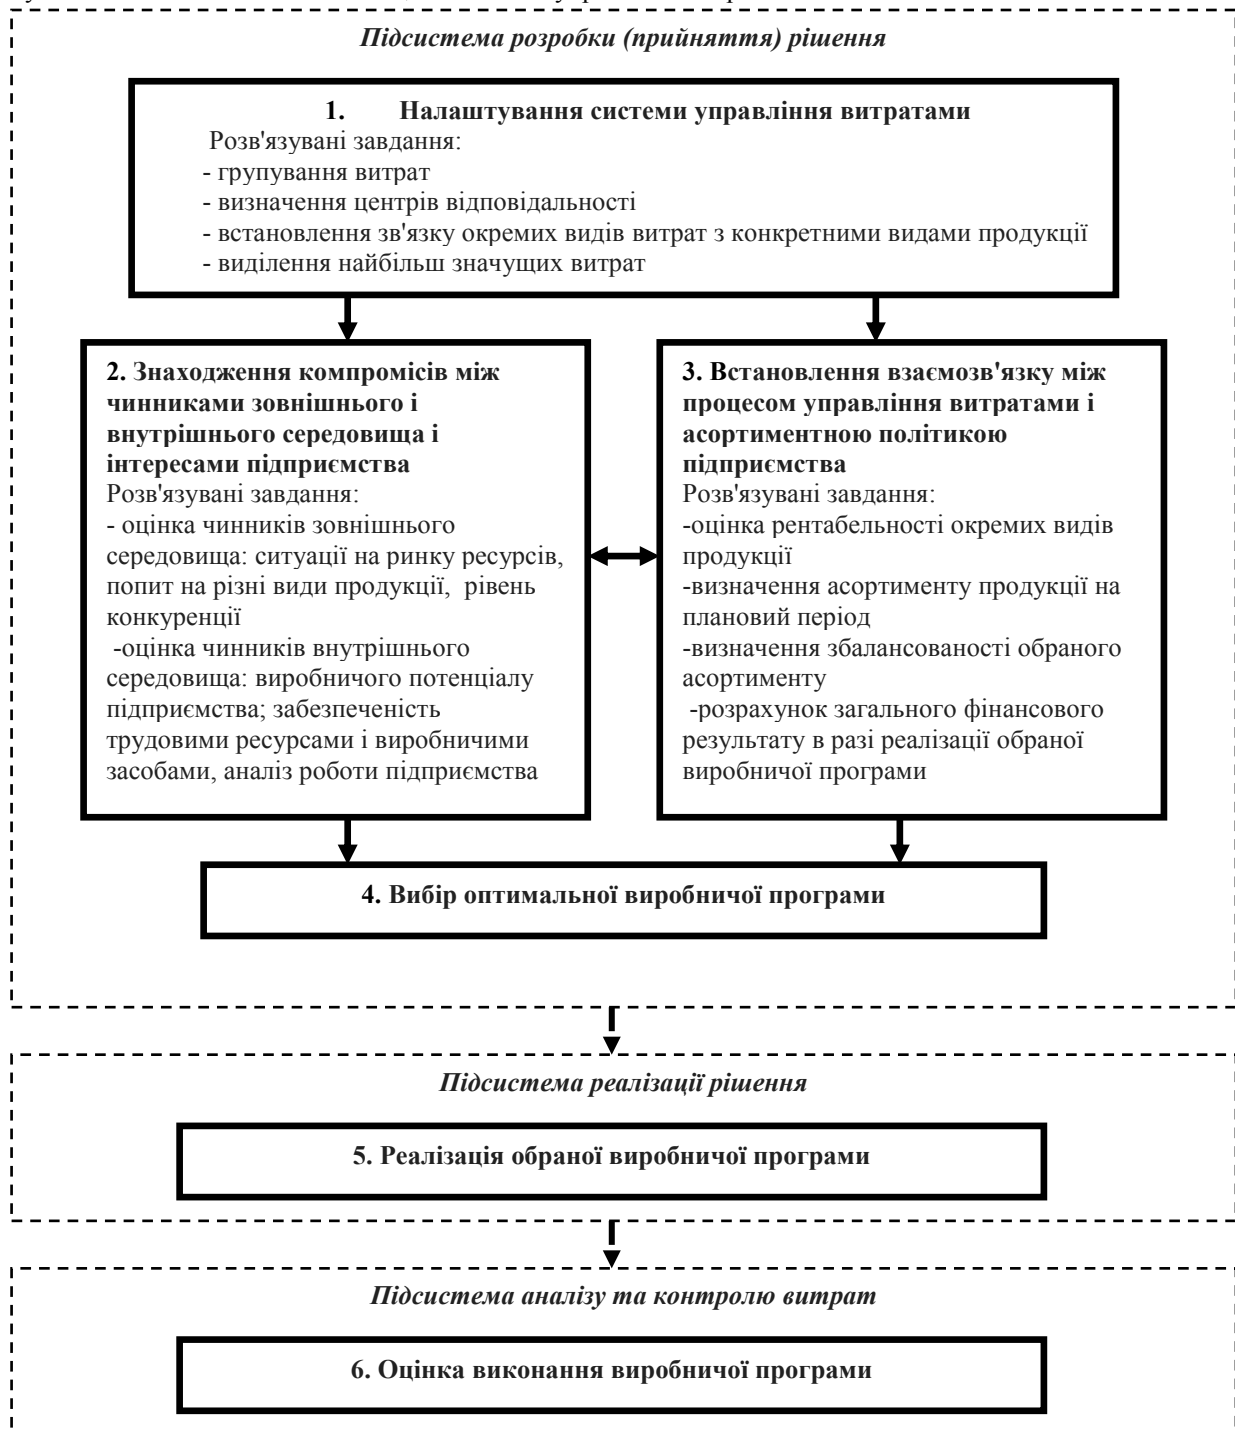 Підсистема розробки (прийняття) рішення
1. Налаштування системи управління витратами
Розв'язувані завдання:
- групування витрат
- визначення центрів відповідальності
- встановлення зв'язку окремих видів витрат з конкретними видами продукції
- виділення найбільш значущих витрат
2. Знаходження компромісів між
чинниками зовнішнього і
внутрішнього середовища і
інтересами підприємства
Розв'язувані завдання:
- оцінка чинників зовнішнього
середовища: ситуації на ринку ресурсів,
попит на різні види продукції, рівень
конкуренції
-оцінка чинників внутрішнього
середовища: виробничого потенціалу
підприємства; забезпеченість
трудовими ресурсами і виробничими
засобами, аналіз роботи підприємства
3. Встановлення взаємозв'язку між
процесом управління витратами і
асортиментною політикою
підприємства
Розв'язувані завдання:
-оцінка рентабельності окремих видів
продукції
-визначення асортименту продукції на
плановий період
-визначення збалансованості обраного
асортименту
-розрахунок загального фінансового
результату в разі реалізації обраної
виробничої програми
4. Вибір оптимальної виробничої програми
Підсистема реалізації рішення
5. Реалізація обраної виробничої програми
Підсистема аналізу та контролю витрат
6. Оцінка виконання виробничої програми